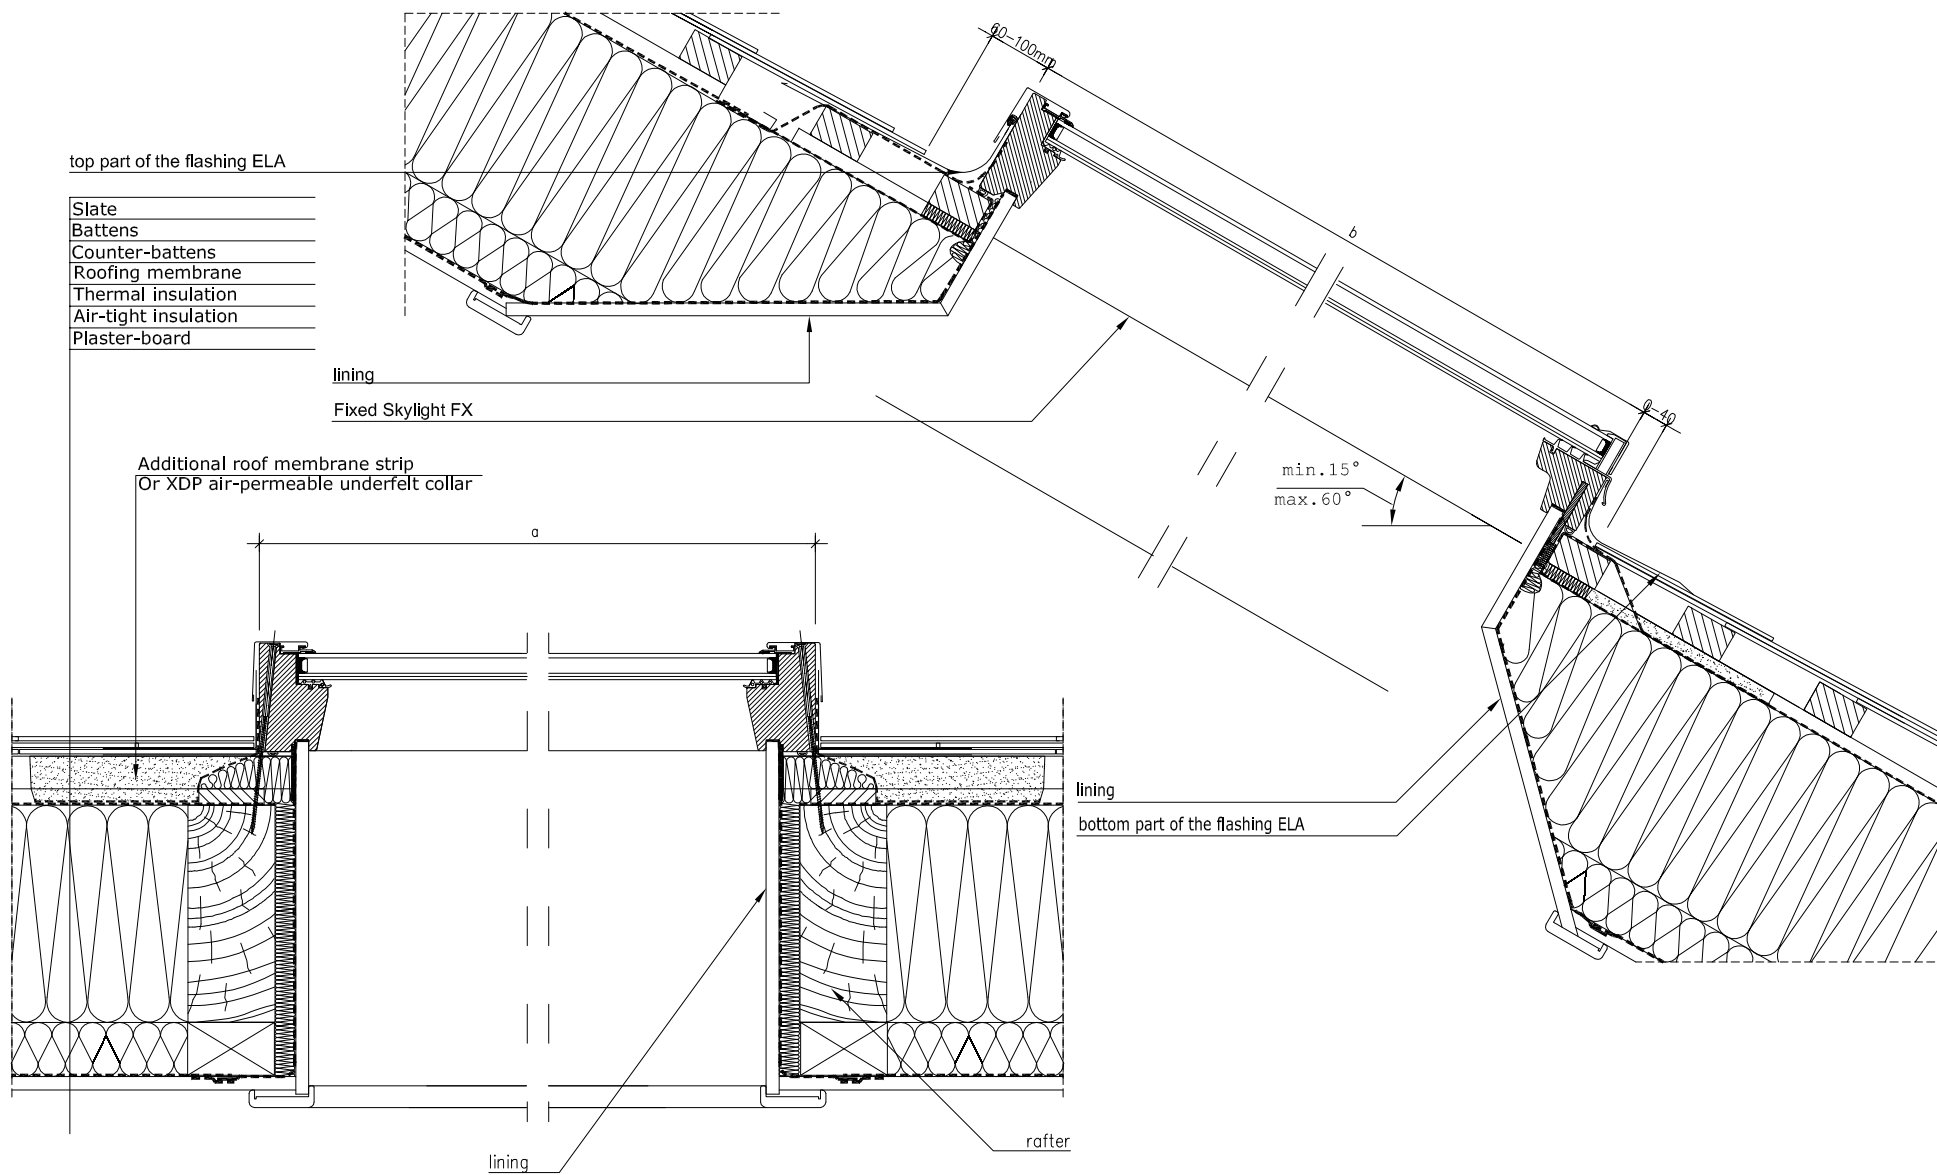 60-100mm
top part of the flashing ELA
Slate
Battens
Counter-battens
Roofing membrane
Thermal insulation
Air-tight insulation
Plaster-board
b
lining
Fixed Skylight FX
0-40
Additional roof membrane strip
Or XDP air-permeable underfelt collar
min.15°
max.60°
a
lining
bottom part of the flashing ELA
rafter
lining